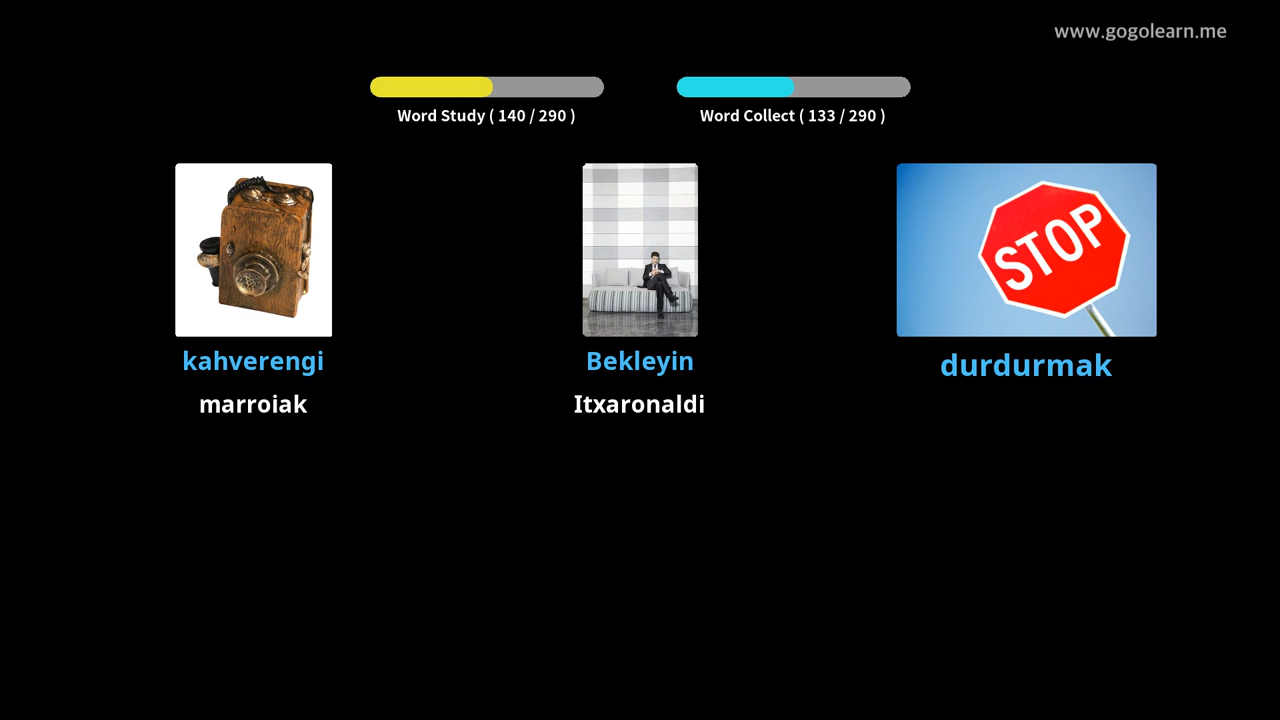 www.gogolearn.me
Word Study ( 140 / 290 )
Word Collect ( 133 / 290 )
STOP
kahverengi
Bekleyin
durdurmak
marroiak
Itxaronaldi